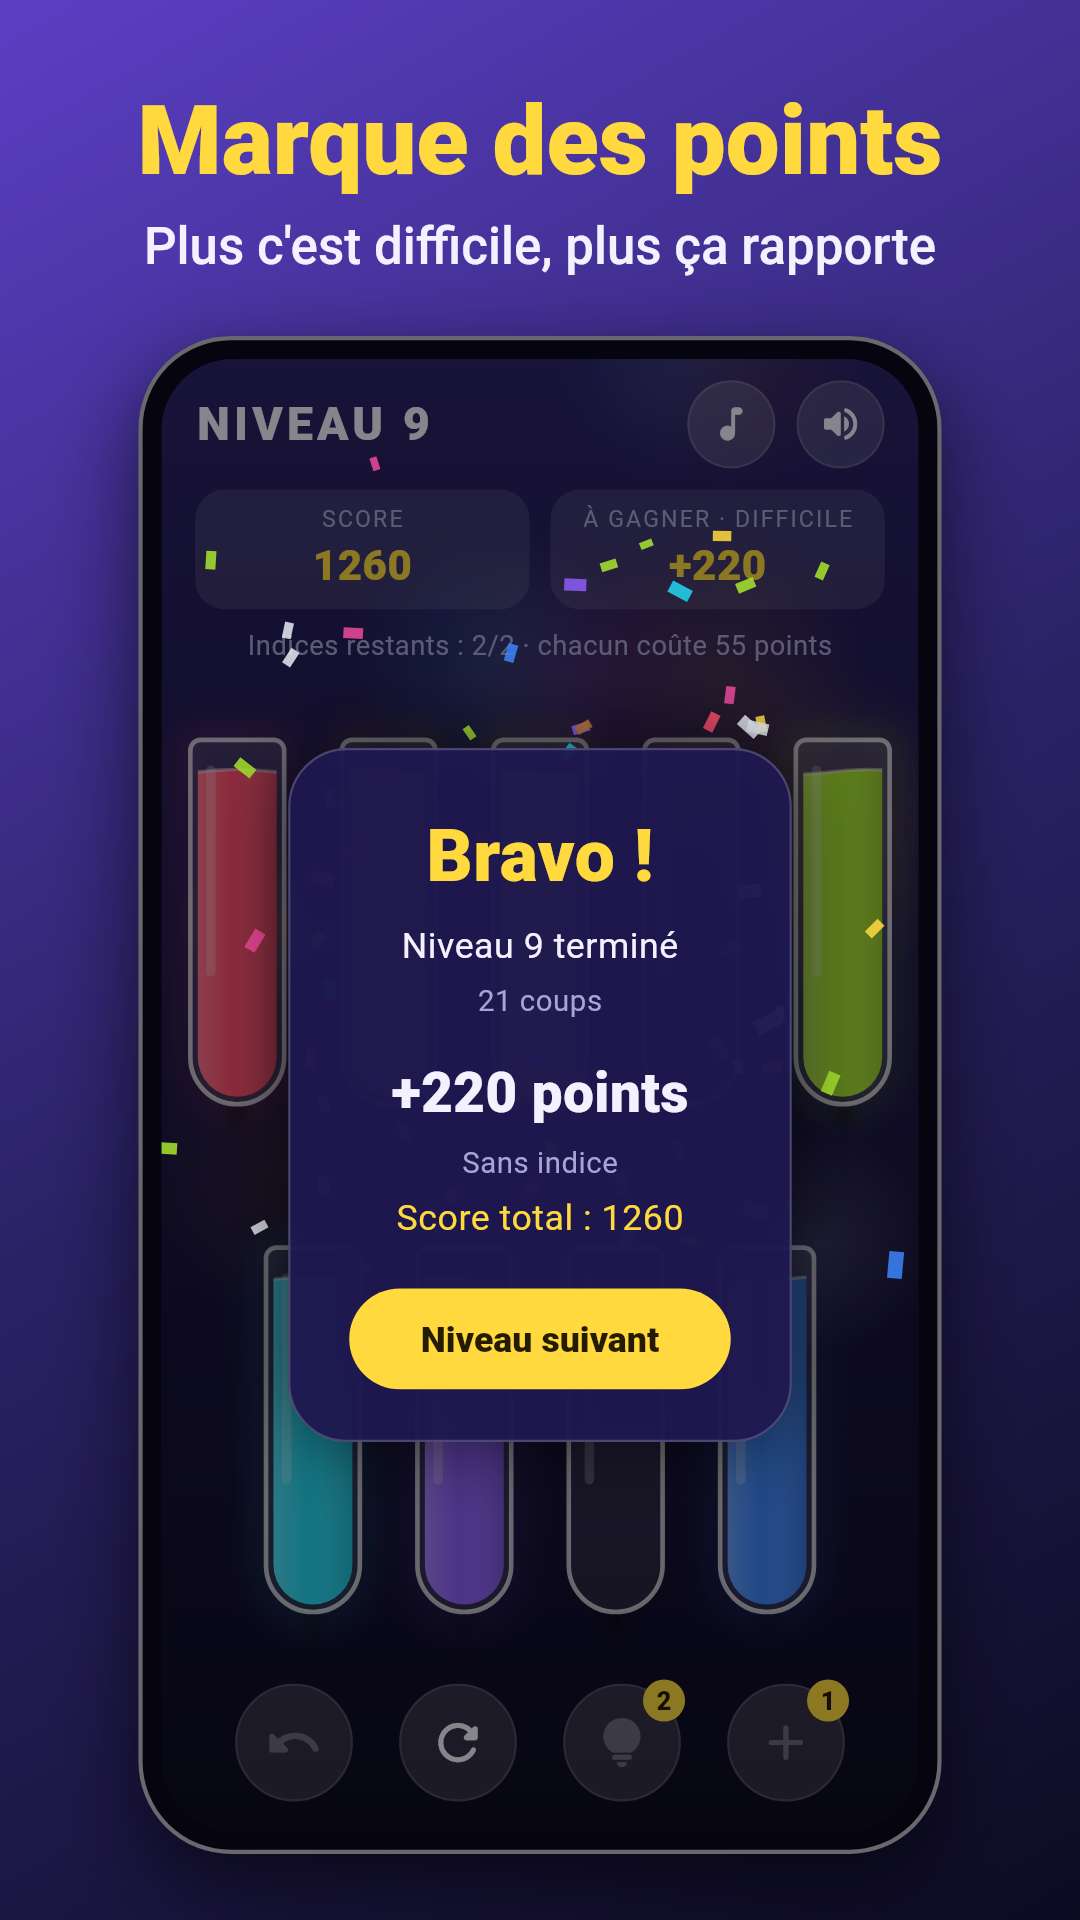 Marque des points
Plus c'est difficile, plus ça rapporte
NIVEAU 9
SCORE
1260
À GAGNER · DIFFICILE
+220
Indices restants : 2/2 · chacun coûte 55 points
Bravo !
Niveau 9 terminé
21 coups
+220 points
Sans indice
Score total : 1260
Niveau suivant
2
1